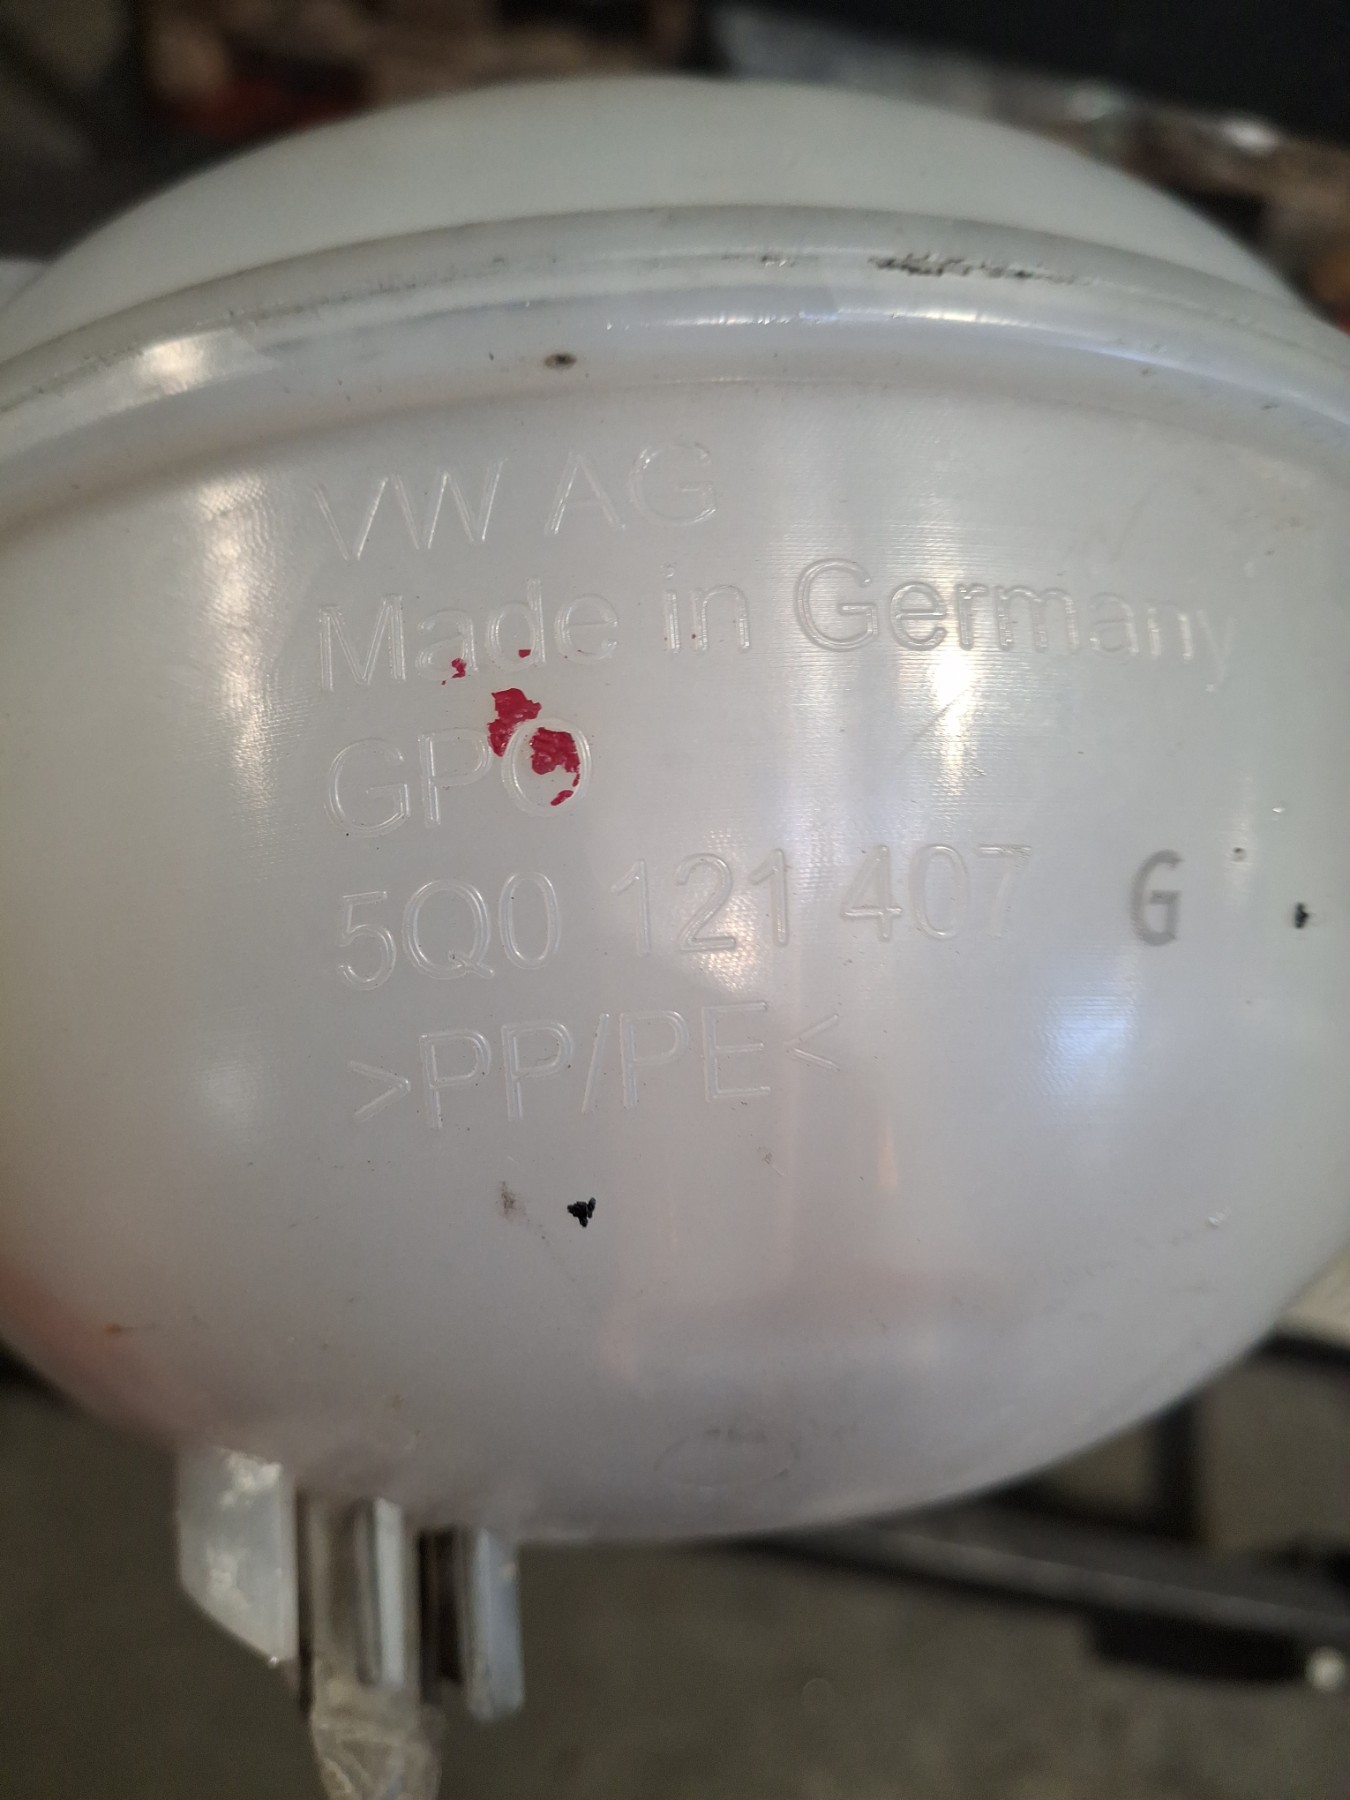 VW AG
Made in Germany
GPO
5Q0 121 407 G
>PP/PE<